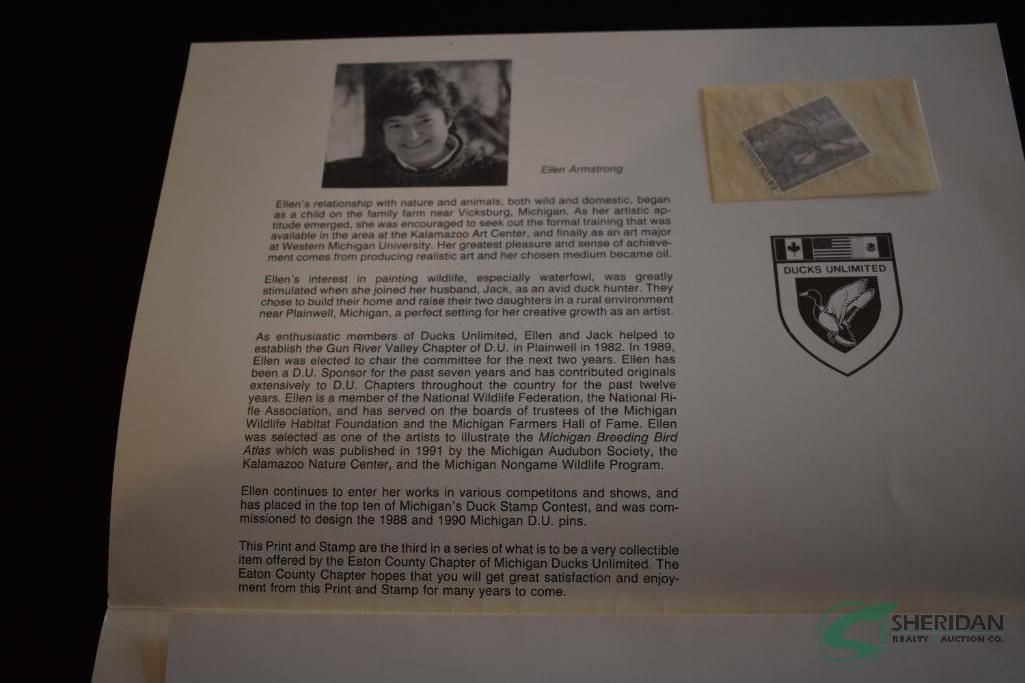 Ellen Armstrong
Ellen's relationship with nature and animals, both wild and domestic, began
as a child on the family farm near Vicksburg, Michigan. As her artistic ap-
titude emerged, she was encouraged to seek out the formal training that was
available in the area at the Kalamazoo Art Center, and finally as an art major
at Western Michigan University. Her greatest pleasure and sense of achieve-
ment comes from producing realistic art and her chosen medium became oil.
Ellen's interest in painting wildlife, especially waterfowl, was greatly
stimulated when she joined her husband, Jack, as an avid duck hunter. They
chose to build their home and raise their two daughters in a rural environment
near Plainwell, Michigan, a perfect setting for her creative growth as an artist.
As enthusiastic members of Ducks Unlimited, Ellen and Jack helped to
establish the Gun River Valley Chapter of D.U. in Plainwell in 1982. In 1989,
Ellen was elected to chair the committee for the next two years. Ellen has
been a D.U. Sponsor for the past seven years and has contributed originals
extensively to D.U. Chapters throughout the country for the past twelve
years. Ellen is a member of the National Wildlife Federation, the National Ri-
fle Association, and has served on the boards of trustees of the Michigan
Wildlife Habitat Foundation and the Michigan Farmers Hall of Fame. Ellen
was selected as one of the artists to illustrate the Michigan Breeding Bird
Atlas which was published in 1991 by the Michigan Audubon Society, the
Kalamazoo Nature Center, and the Michigan Nongame Wildlife Program.
Ellen continues to enter her works in various competitons and shows, and
has placed in the top ten of Michigan's Duck Stamp Contest, and was com-
missioned to design the 1988 and 1990 Michigan D.U. pins.
This Print and Stamp are the third in a series of what is to be a very collectible
item offered by the Eaton County Chapter of Michigan Ducks Unlimited. The
Eaton County Chapter hopes that you will get great satisfaction and enjoy-
ment from this Print and Stamp for many years to come.
DUCKS UNLIMITED
SHERIDAN
REALTY & AUCTION CO.